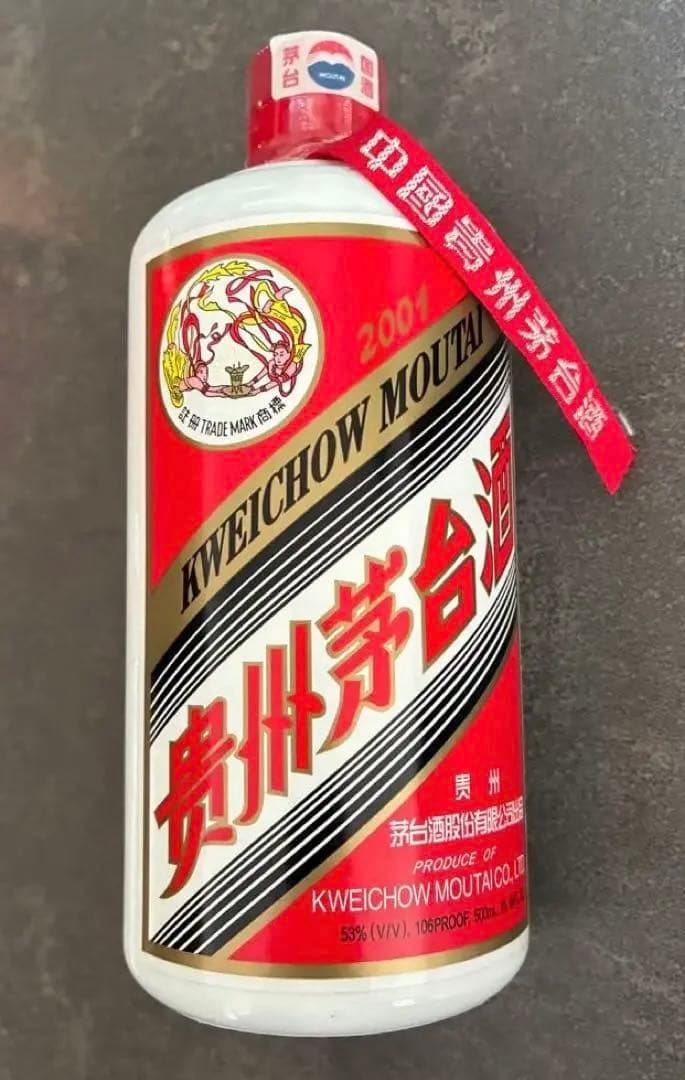 茅台
MOUTAI
国酒
中國貴州茅台酒
2001
註册 TRADE MARK 商標
KWEICHOW MOUTAI
贵州茅台酒
贵州
茅台酒股份有限公司出品
PRODUCE OF
KWEICHOW MOUTAI CO., LTD
53% (V/V), 106PROOF, 500mL